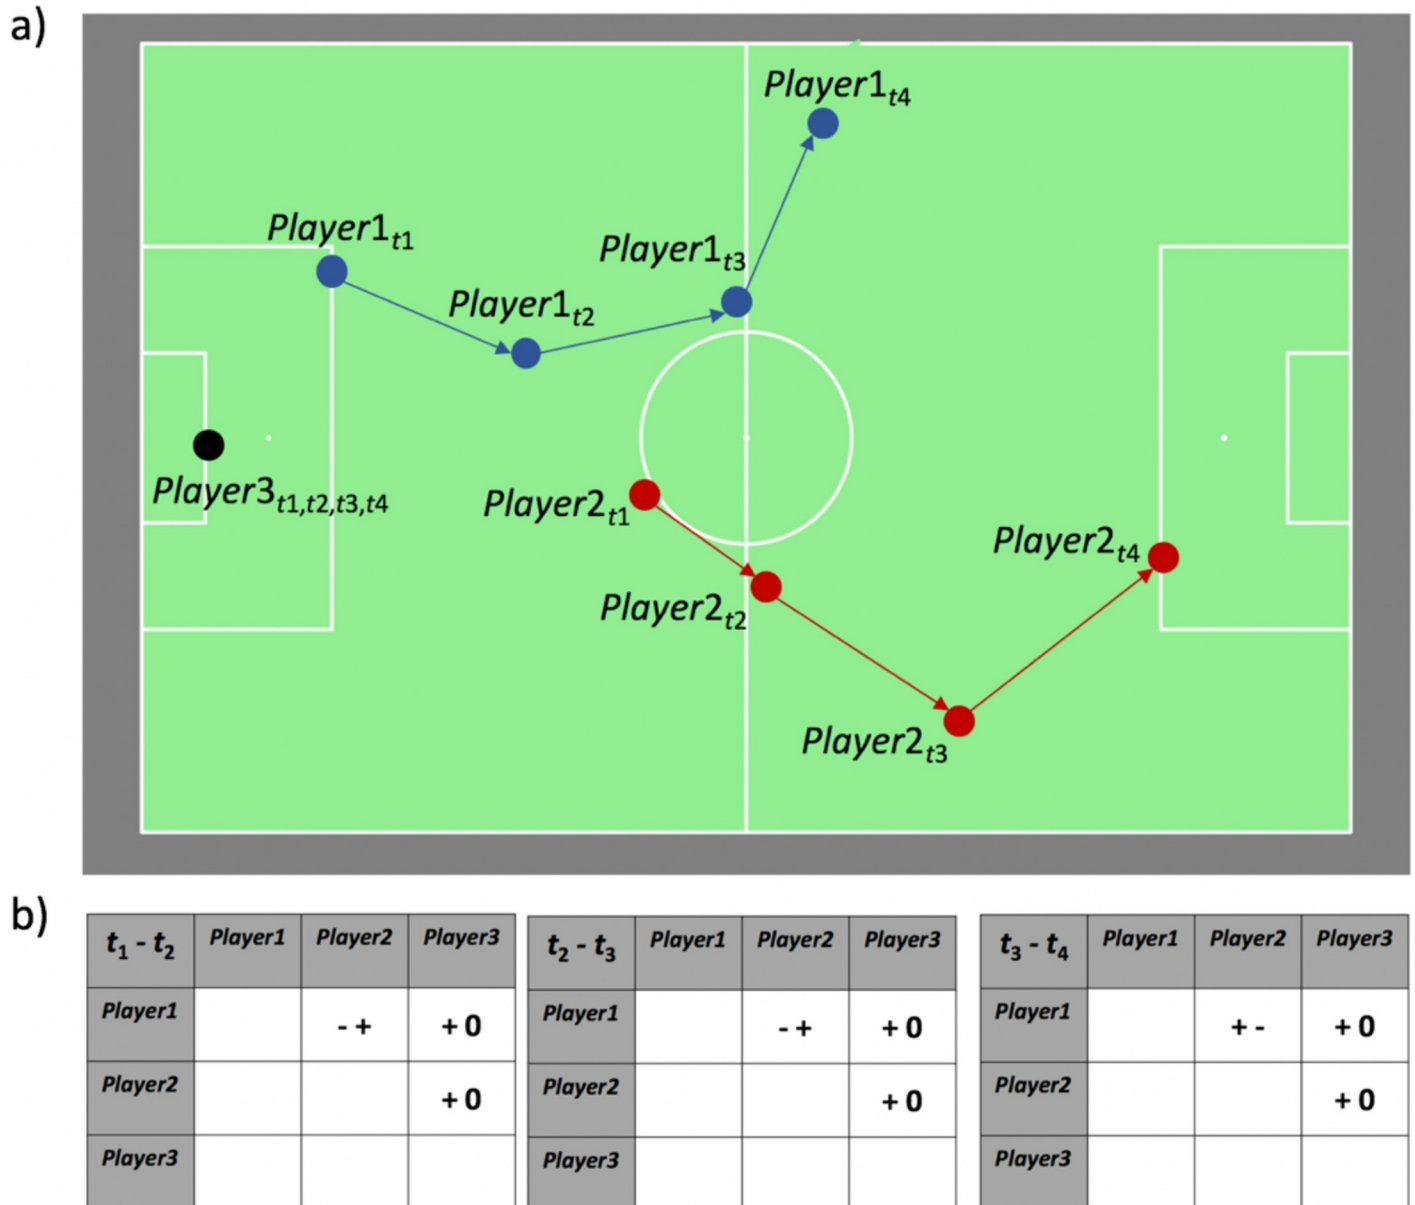 a)
Player1t4
Player1t1
Player1t3
Player1t2
Player3t1,t2,t3,t4
Player2t1
Player2t4
Player2t2
Player2t3
b)
t1 - t2 Player1 Player2 Player3
Player1 - + + 0
Player2 + 0
Player3
t2 - t3 Player1 Player2 Player3
Player1 - + + 0
Player2 + 0
Player3
t3 - t4 Player1 Player2 Player3
Player1 + - + 0
Player2 + 0
Player3